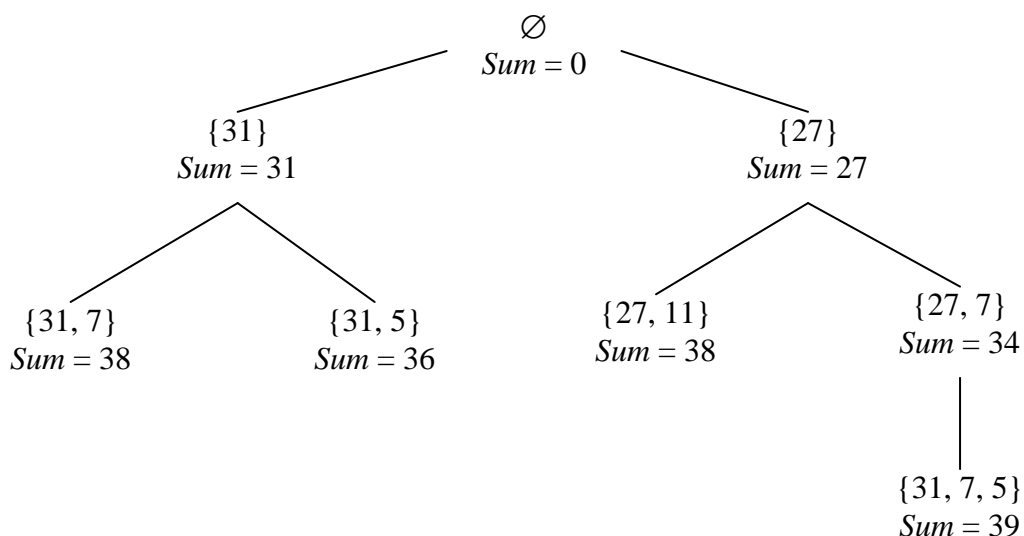 ∅
Sum = 0
{31}
Sum = 31
{27}
Sum = 27
{31, 7}
Sum = 38
{31, 5}
Sum = 36
{27, 11}
Sum = 38
{27, 7}
Sum = 34
{31, 7, 5}
Sum = 39